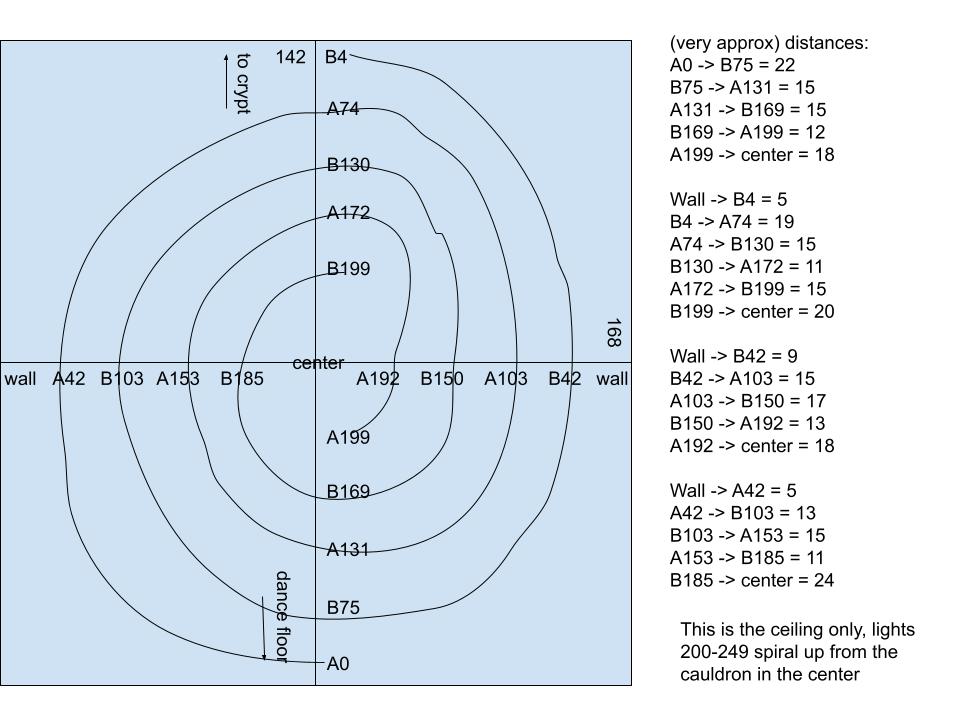 142 B4
to crypt
A74
B130
A172
B199
168
center
wall A42 B103 A153 B185 A192 B150 A103 B42 wall
A199
B169
A131
dance floor
B75
A0
(very approx) distances:
A0 -> B75 = 22
B75 -> A131 = 15
A131 -> B169 = 15
B169 -> A199 = 12
A199 -> center = 18
Wall -> B4 = 5
B4 -> A74 = 19
A74 -> B130 = 15
B130 -> A172 = 11
A172 -> B199 = 15
B199 -> center = 20
Wall -> B42 = 9
B42 -> A103 = 15
A103 -> B150 = 17
B150 -> A192 = 13
A192 -> center = 18
Wall -> A42 = 5
A42 -> B103 = 13
B103 -> A153 = 15
A153 -> B185 = 11
B185 -> center = 24
This is the ceiling only, lights
200-249 spiral up from the
cauldron in the center